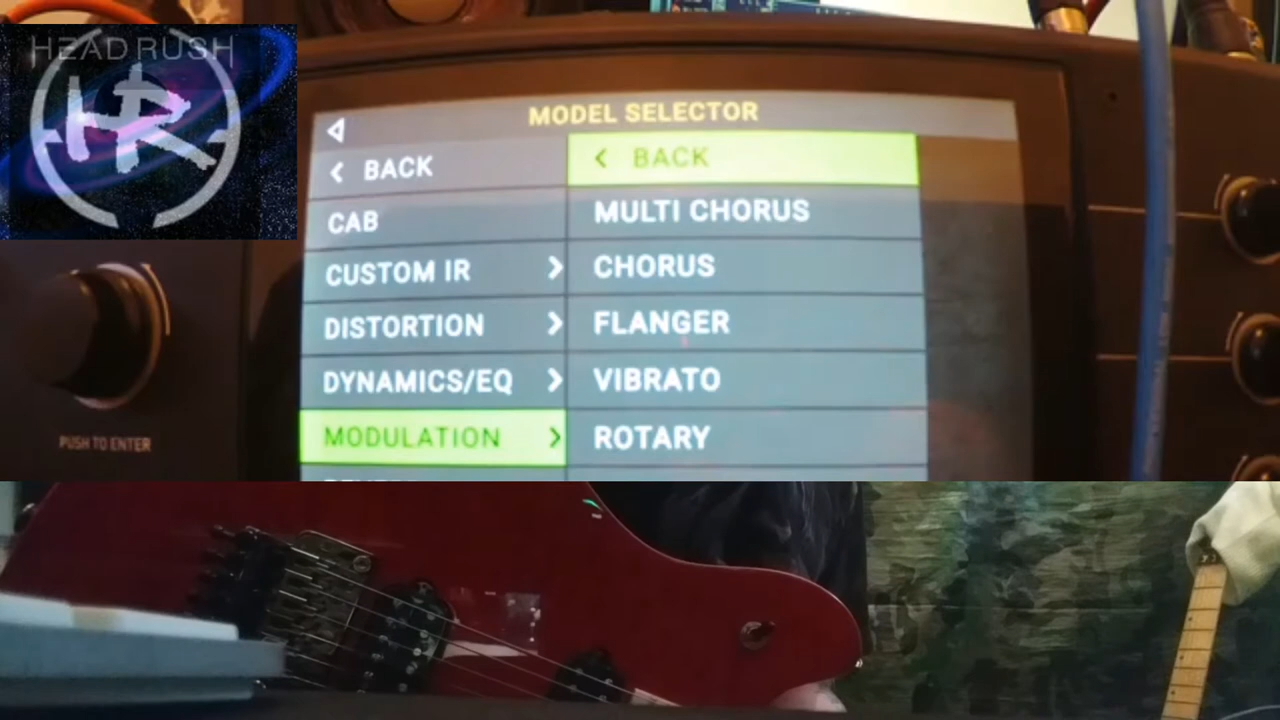 HEADRUSH
HR
MODEL SELECTOR
< BACK
CAB
CUSTOM IR >
DISTORTION >
DYNAMICS/EQ >
MODULATION >
< BACK
MULTI CHORUS
CHORUS
FLANGER
VIBRATO
ROTARY
PUSH TO ENTER